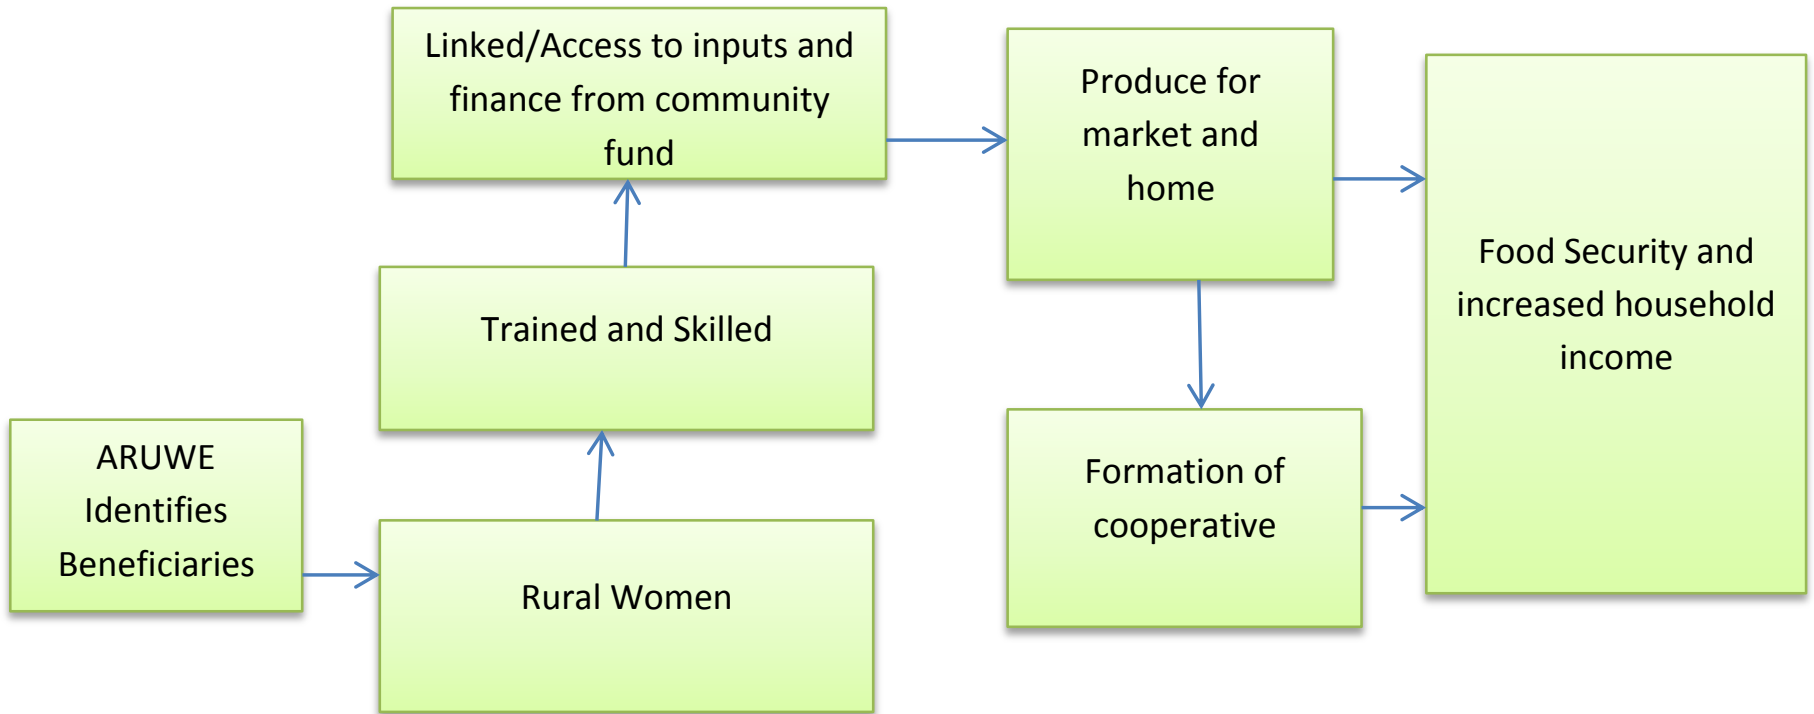 ARUWE
Identifies
Beneficiaries
Rural Women
Trained and Skilled
Linked/Access to inputs and
finance from community
fund
Produce for
market and
home
Formation of
cooperative
Food Security and
increased household
income